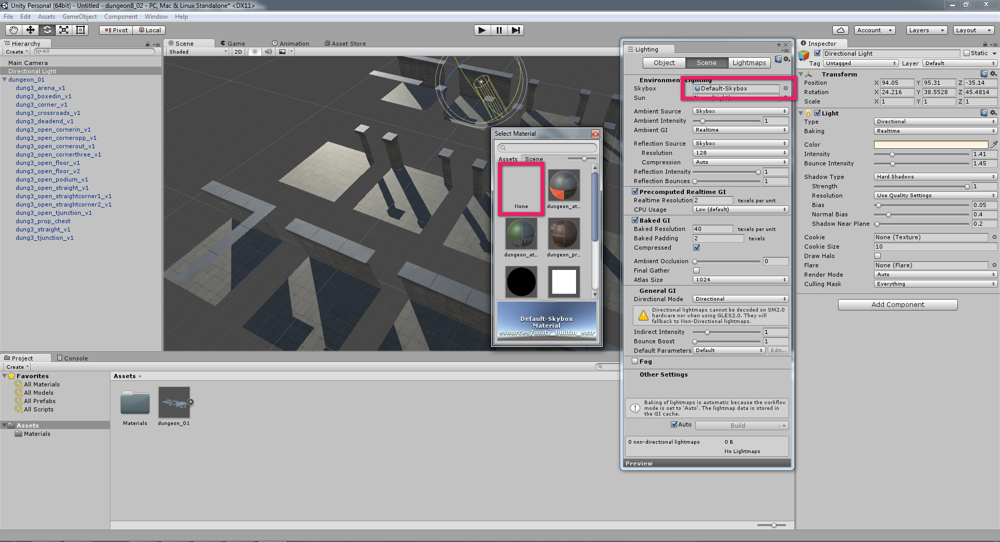 Unity Personal (64bit) - Untitled - dungeon8_02 - PC, Mac & Linux Standalone* <DX11>
File Edit Assets GameObject Component Window Help
Pivot Local
Account Layers Layout
Hierarchy
Create All
Main Camera
Directional Light
dungeon_01
dung3_arena_v1
dung3_boxedin_v1
dung3_corner_v1
dung3_crossroads_v1
dung3_deadend_v1
dung3_open_cornerin_v1
dung3_open_corneropp_v1
dung3_open_cornerout_v1
dung3_open_cornerthree_v1
dung3_open_floor_v1
dung3_open_floor_v2
dung3_open_podium_v1
dung3_open_straight_v1
dung3_open_straightcorner1_v1
dung3_open_straightcorner2_v1
dung3_open_tjunction_v1
dung3_prop_chest
dung3_straight_v1
dung3_tjunction_v1
Scene Game Animation Asset Store
Shaded 2D
Select Material
Assets Scene
None dungeon_at...
dungeon_at... dungeon_pr...
Default-Skybox
Material
esources/unity_builtin_extr
Lighting
Object Scene Lightmaps
Environment Lighting
Skybox Default-Skybox
Sun
Ambient Source Skybox
Ambient Intensity 1
Ambient GI Realtime
Reflection Source Skybox
Resolution 128
Compression Auto
Reflection Intensity 1
Reflection Bounces 1
Precomputed Realtime GI
Realtime Resolution 2 texels per unit
CPU Usage Low (default)
Baked GI
Baked Resolution 40 texels per unit
Baked Padding 2 texels
Compressed
Ambient Occlusion 0
Final Gather
Atlas Size 1024
General GI
Directional Mode Directional
Directional lightmaps cannot be decoded on SM2.0
hardware nor when using GLES2.0. They will
fallback to Non-Directional lightmaps.
Indirect Intensity 1
Bounce Boost 1
Default Parameters Default Edit...
Fog
Other Settings
Baking of lightmaps is automatic because the workflow
mode is set to 'Auto'. The lightmap data is stored in
the GI cache.
Auto Build
0 non-directional lightmaps 0 B
No Lightmaps
Preview
Inspector
Directional Light Static
Tag Untagged Layer Default
Transform
Position X 94.05 Y 95.31 Z -35.14
Rotation X 24.216 Y 38.5528 Z 45.4814
Scale X 1 Y 1 Z 1
Light
Type Directional
Baking Realtime
Color
Intensity 1.41
Bounce Intensity 1.45
Shadow Type Hard Shadows
Strength 1
Resolution Use Quality Settings
Bias 0.05
Normal Bias 0.4
Shadow Near Plane 0.2
Cookie None (Texture)
Cookie Size 10
Draw Halo
Flare None (Flare)
Render Mode Auto
Culling Mask Everything
Add Component
Project Console
Create
Favorites
All Materials
All Models
All Prefabs
All Scripts
Assets
Materials
Assets
Materials dungeon_01